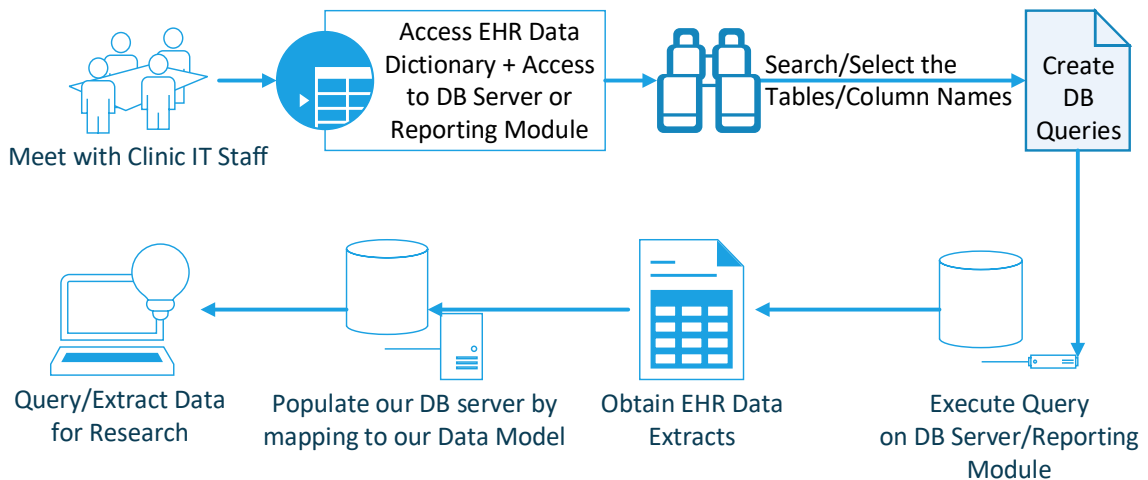 Meet with Clinic IT Staff
Access EHR Data
Dictionary + Access
to DB Server or
Reporting Module
Search/Select the
Tables/Column Names
Create
DB
Queries
Execute Query
on DB Server/Reporting
Module
Obtain EHR Data
Extracts
Populate our DB server by
mapping to our Data Model
Query/Extract Data
for Research